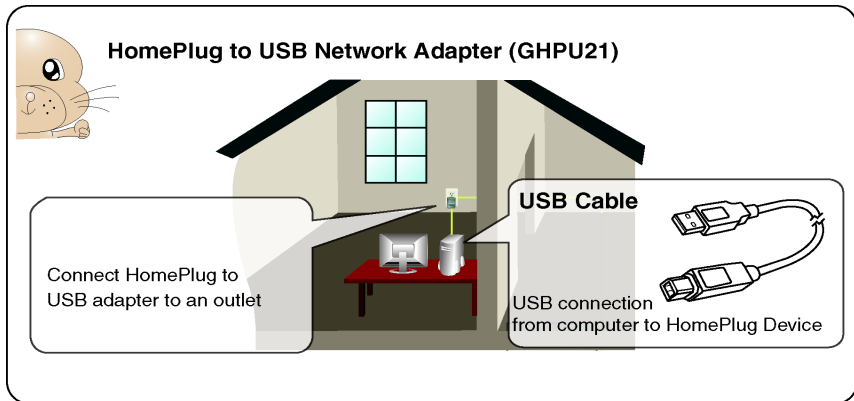 HomePlug to USB Network Adapter (GHPU21)
Connect HomePlug to
USB adapter to an outlet
USB Cable
USB connection
from computer to HomePlug Device